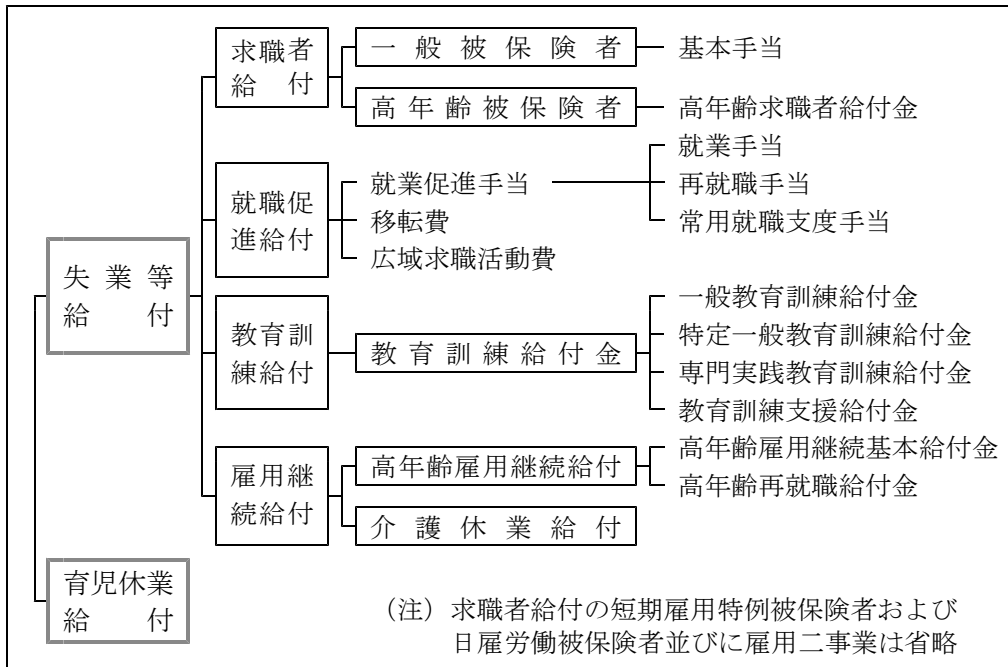 失業等
給付
育児休業
給付
求職者
給付
一般被保険者
基本手当
高年齢被保険者
高年齢求職者給付金
就職促
進給付
就業促進手当
就業手当
再就職手当
常用就職支度手当
移転費
広域求職活動費
教育訓
練給付
教育訓練給付金
一般教育訓練給付金
特定一般教育訓練給付金
専門実践教育訓練給付金
教育訓練支援給付金
雇用継
続給付
高年齢雇用継続給付
高年齢雇用継続基本給付金
高年齢再就職給付金
介護休業給付
（注）求職者給付の短期雇用特例被保険者および
日雇労働被保険者並びに雇用二事業は省略